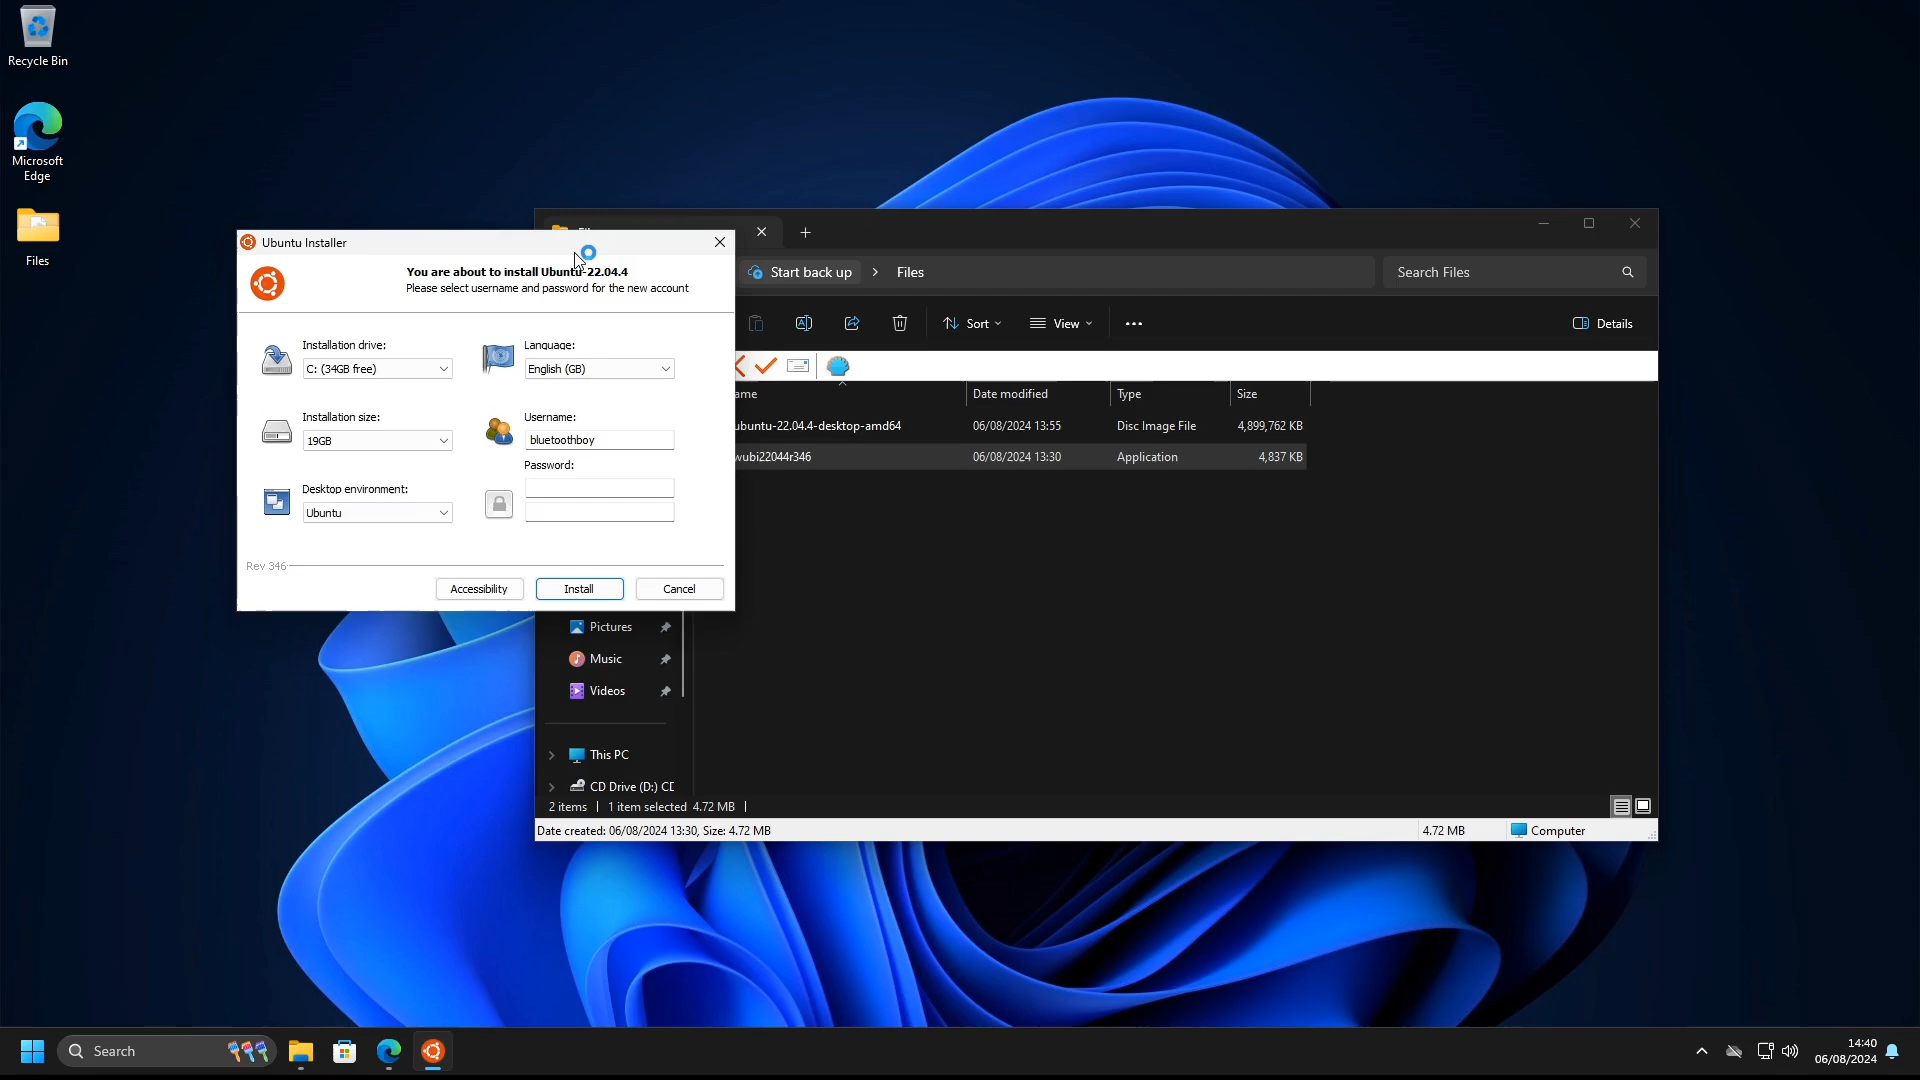 Recycle Bin
Microsoft
Edge
Files
Ubuntu Installer
You are about to install Ubuntu-22.04.4
Please select username and password for the new account
Installation drive:
C: (34GB free)
Language:
English (GB)
Installation size:
19GB
Username:
bluetoothboy
Password:
Desktop environment:
Ubuntu
Rev 346
Accessibility
Install
Cancel
Start back up
Files
Search Files
Sort
View
Details
ame
Date modified
Type
Size
ubuntu-22.04.4-desktop-amd64
06/08/2024 13:55
Disc Image File
4,899,762 KB
wubi22044r346
06/08/2024 13:30
Application
4,837 KB
Pictures
Music
Videos
This PC
CD Drive (D:) CC
2 items
1 item selected 4.72 MB
Date created: 06/08/2024 13:30, Size: 4.72 MB
4.72 MB
Computer
Search
14:40
06/08/2024